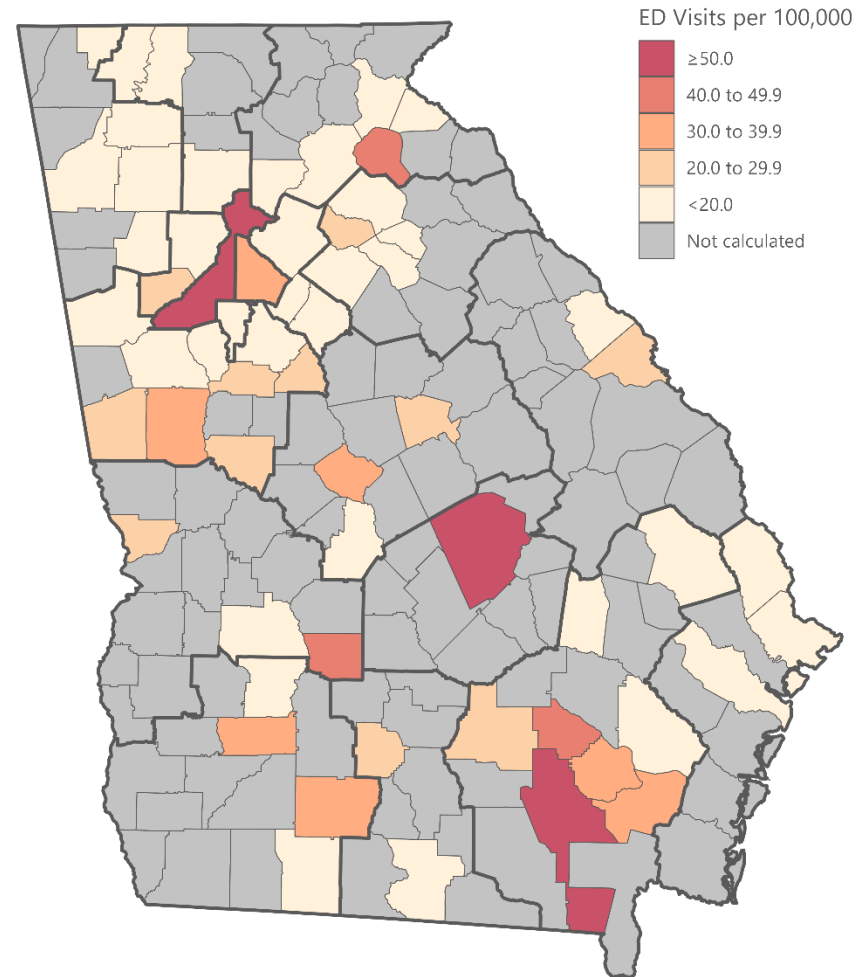 ED Visits per 100,000
≥50.0
40.0 to 49.9
30.0 to 39.9
20.0 to 29.9
<20.0
Not calculated